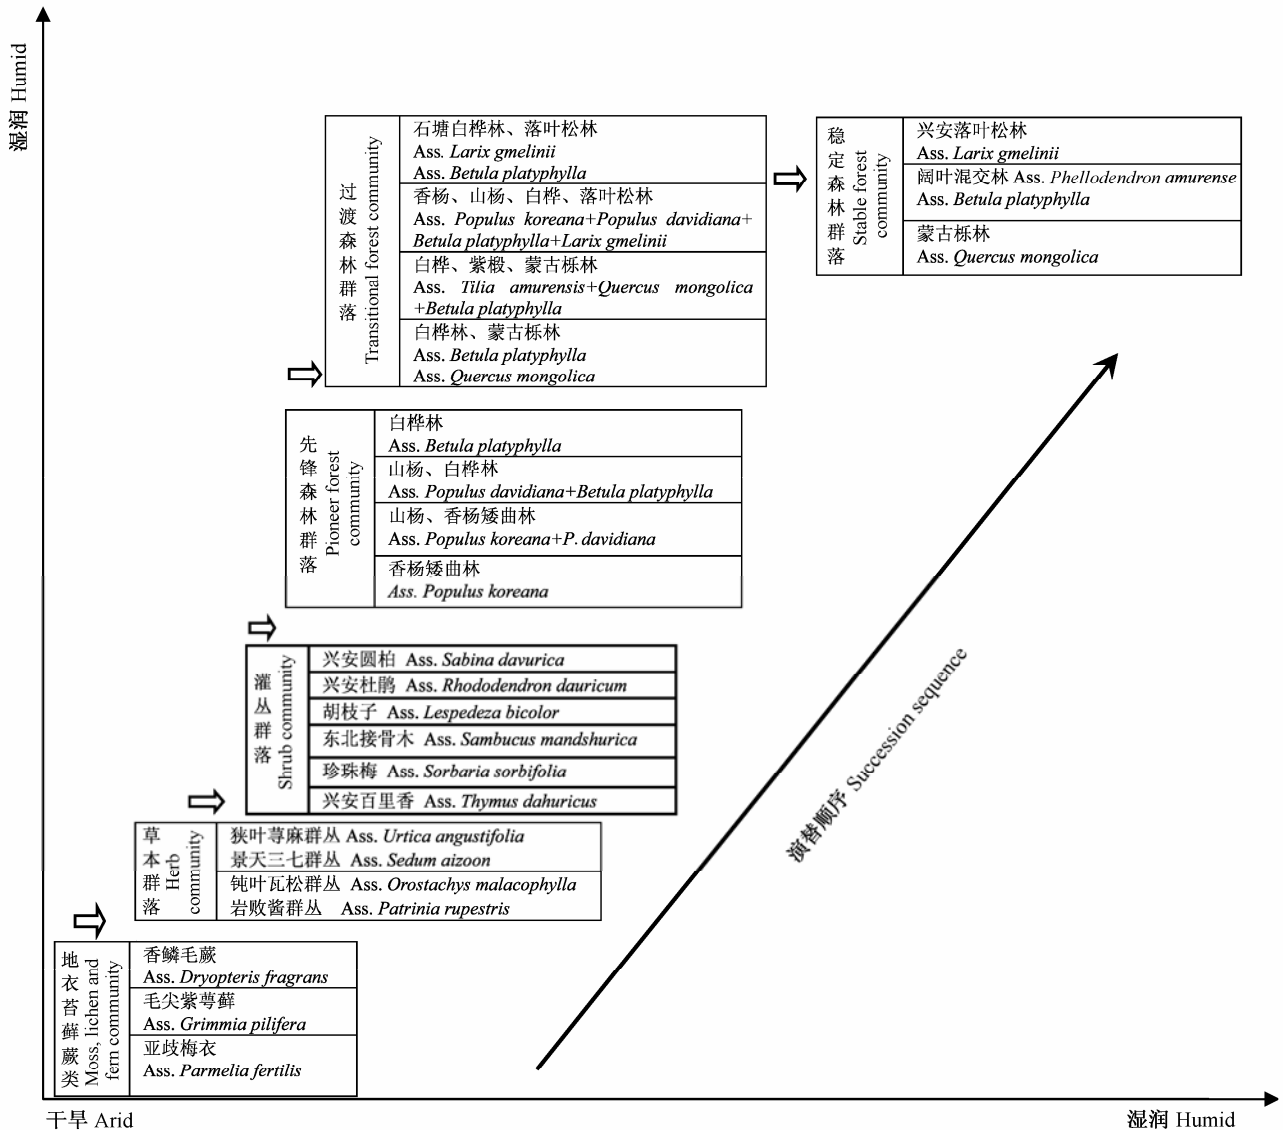 湿润 Humid
过渡森林群落
Transitional forest community
石塘白桦林、落叶松林
Ass. Larix gmelinii
Ass. Betula platyphylla
香杨、山杨、白桦、落叶松林
Ass. Populus koreana+Populus davidiana+
Betula platyphylla+Larix gmelinii
白桦、紫椴、蒙古栎林
Ass. Tilia amurensis+Quercus mongolica
+Betula platyphylla
白桦林、蒙古栎林
Ass. Betula platyphylla
Ass. Quercus mongolica
稳定森林群落
Stable forest
community
兴安落叶松林
Ass. Larix gmelinii
阔叶混交林 Ass. Phellodendron amurense
Ass. Betula platyphylla
蒙古栎林
Ass. Quercus mongolica
先锋森林群落
Pioneer forest
community
白桦林
Ass. Betula platyphylla
山杨、白桦林
Ass. Populus davidiana+Betula platyphylla
山杨、香杨矮曲林
Ass. Populus koreana+P. davidiana
香杨矮曲林
Ass. Populus koreana
灌丛群落
Shrub community
兴安圆柏 Ass. Sabina davurica
兴安杜鹃 Ass. Rhododendron dauricum
胡枝子 Ass. Lespedeza bicolor
东北接骨木 Ass. Sambucus mandshurica
珍珠梅 Ass. Sorbaria sorbifolia
兴安百里香 Ass. Thymus dahuricus
草本群落
Herb
community
狭叶荨麻群丛 Ass. Urtica angustifolia
景天三七群丛 Ass. Sedum aizoon
钝叶瓦松群丛 Ass. Orostachys malacophylla
岩败酱群丛 Ass. Patrinia rupestris
地衣苔藓蕨类
Moss, lichen and
fern community
香鳞毛蕨
Ass. Dryopteris fragrans
毛尖紫萼藓
Ass. Grimmia pilifera
亚歧梅衣
Ass. Parmelia fertilis
演替顺序 Succession sequence
干旱 Arid
湿润 Humid